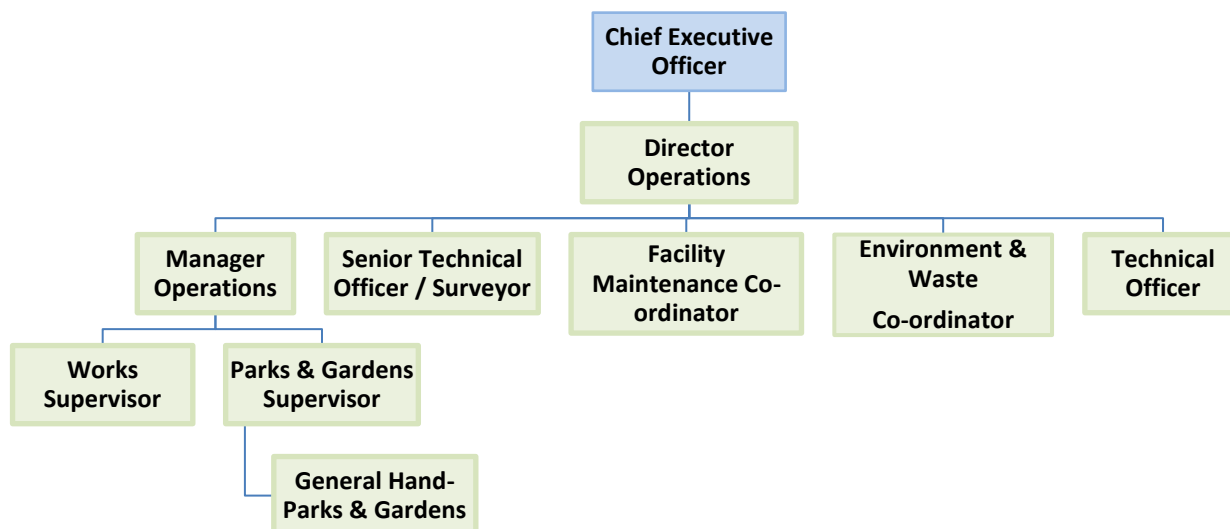 Chief Executive
Officer
Director
Operations
Manager
Operations
Senior Technical
Officer / Surveyor
Facility
Maintenance Co-
ordinator
Environment &
Waste
Co-ordinator
Technical
Officer
Works
Supervisor
Parks & Gardens
Supervisor
General Hand-
Parks & Gardens